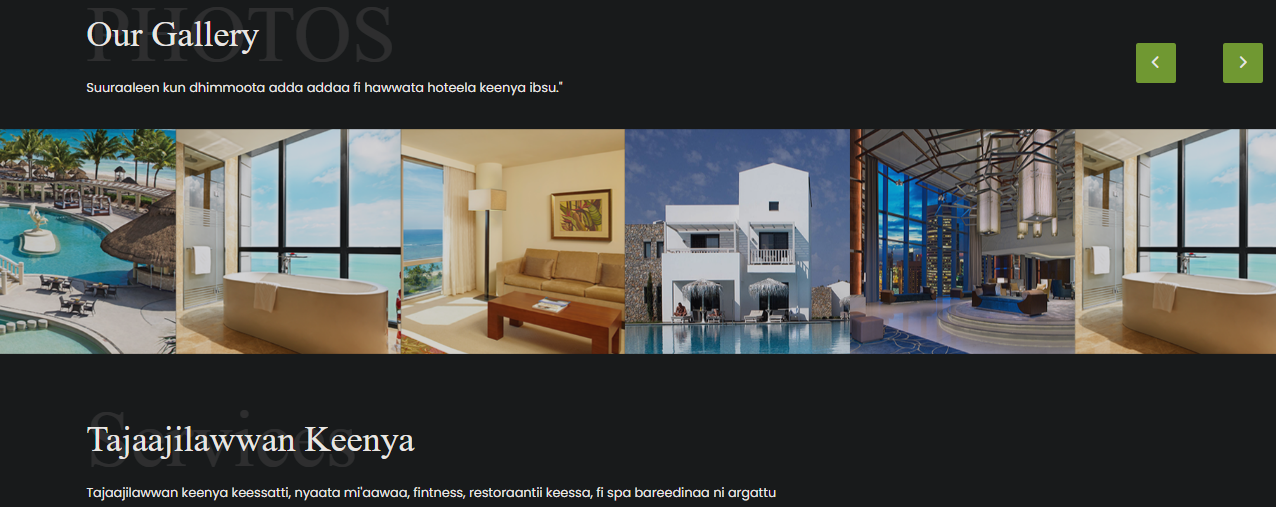 PHOTOS
Our Gallery
Suuraaleen kun dhimmoota adda addaa fi hawwata hoteela keenya ibsu."
Services
Tajaajilawwan Keenya
Tajaajilawwan keenya keessatti, nyaata mi'aawaa, fintness, restoraantii keessa, fi spa bareedinaa ni argattu